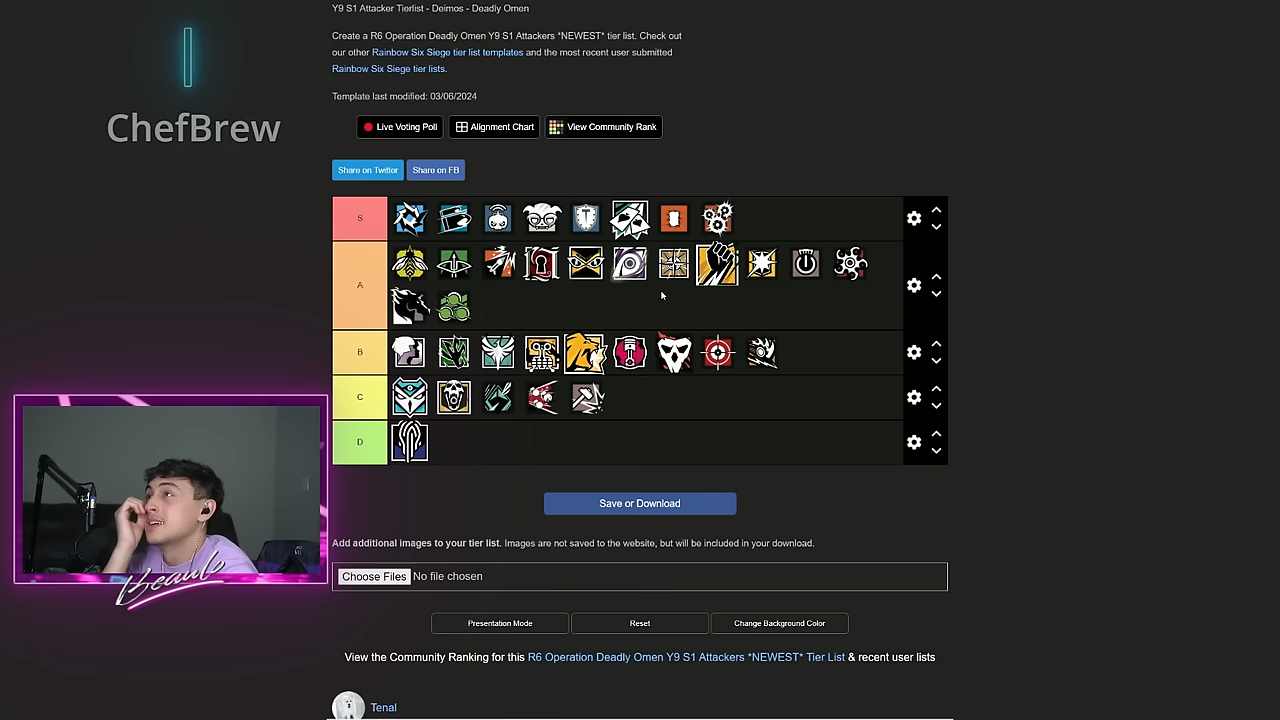 Y9 S1 Attacker Tierlist - Deimos - Deadly Omen
Create a R6 Operation Deadly Omen Y9 S1 Attackers *NEWEST* tier list. Check out
our other Rainbow Six Siege tier list templates and the most recent user submitted
Rainbow Six Siege tier lists.
Template last modified: 03/06/2024
ChefBrew
Live Voting Poll
Alignment Chart
View Community Rank
Share on Twitter
Share on FB
S
A
B
C
D
Save or Download
Add additional images to your tier list. Images are not saved to the website, but will be included in your download.
Choose Files No file chosen
Beaulo
Presentation Mode
Reset
Change Background Color
View the Community Ranking for this R6 Operation Deadly Omen Y9 S1 Attackers *NEWEST* Tier List & recent user lists
Tenal